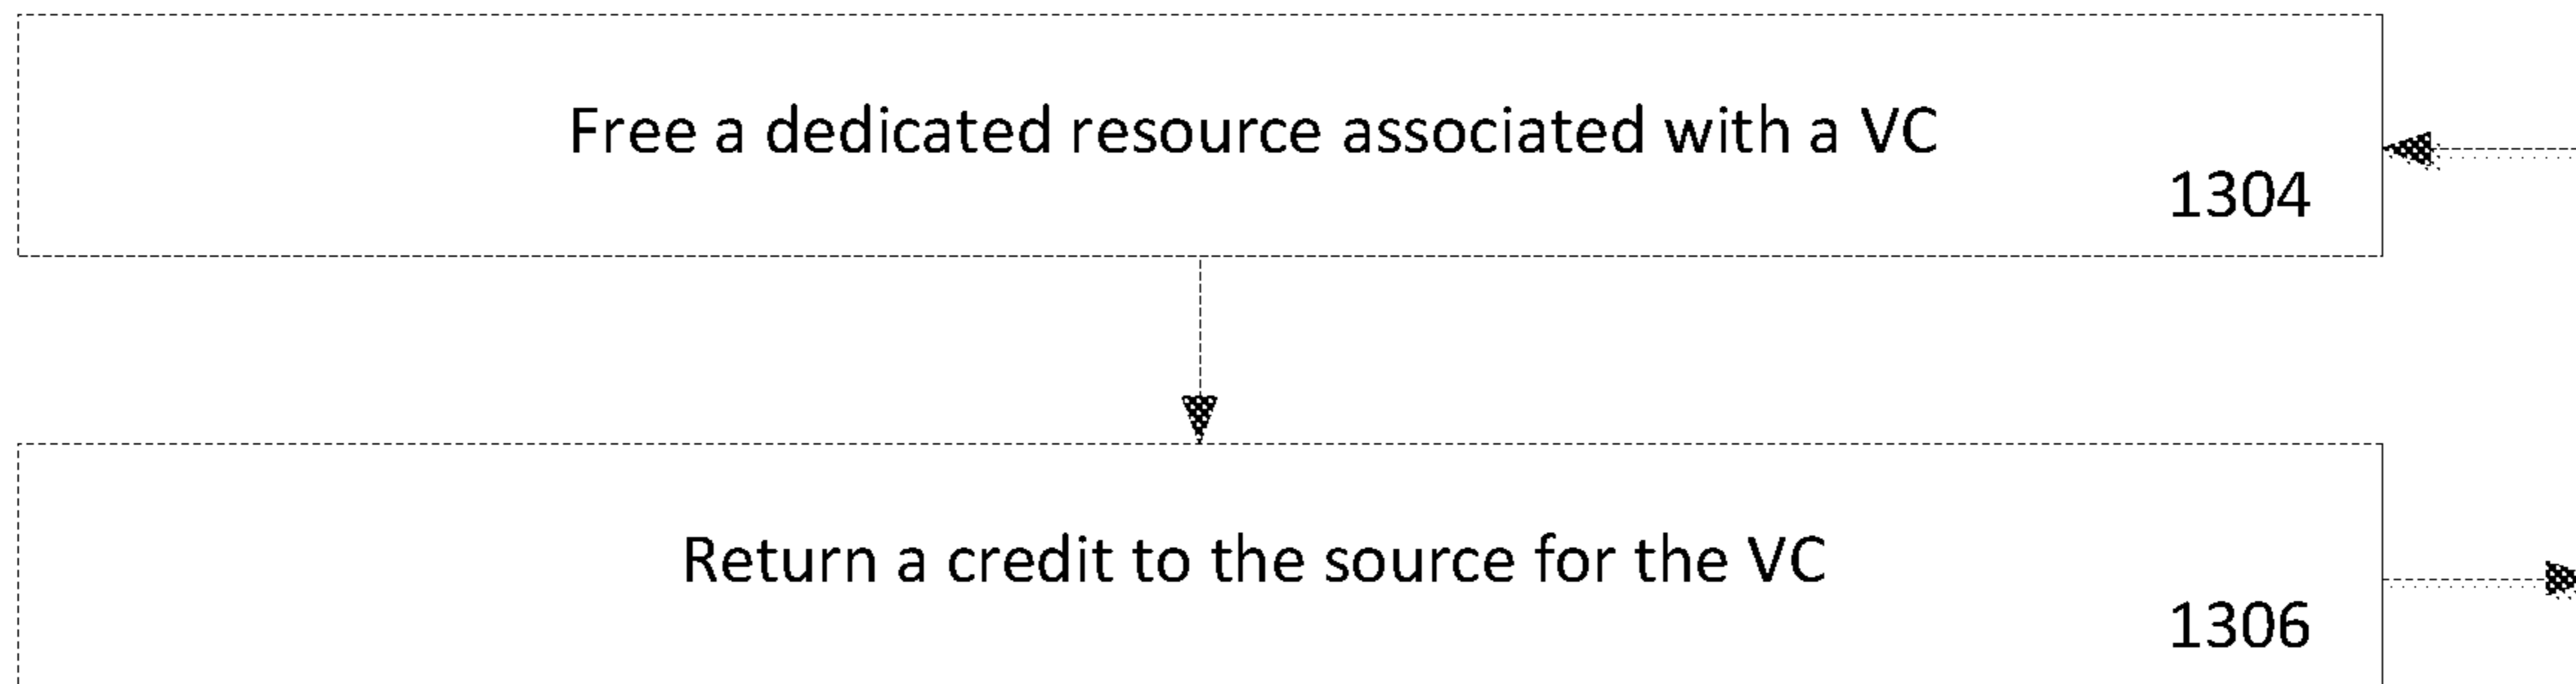 Free a dedicated resource associated with a VC
1304
Return a credit to the source for the VC
1306